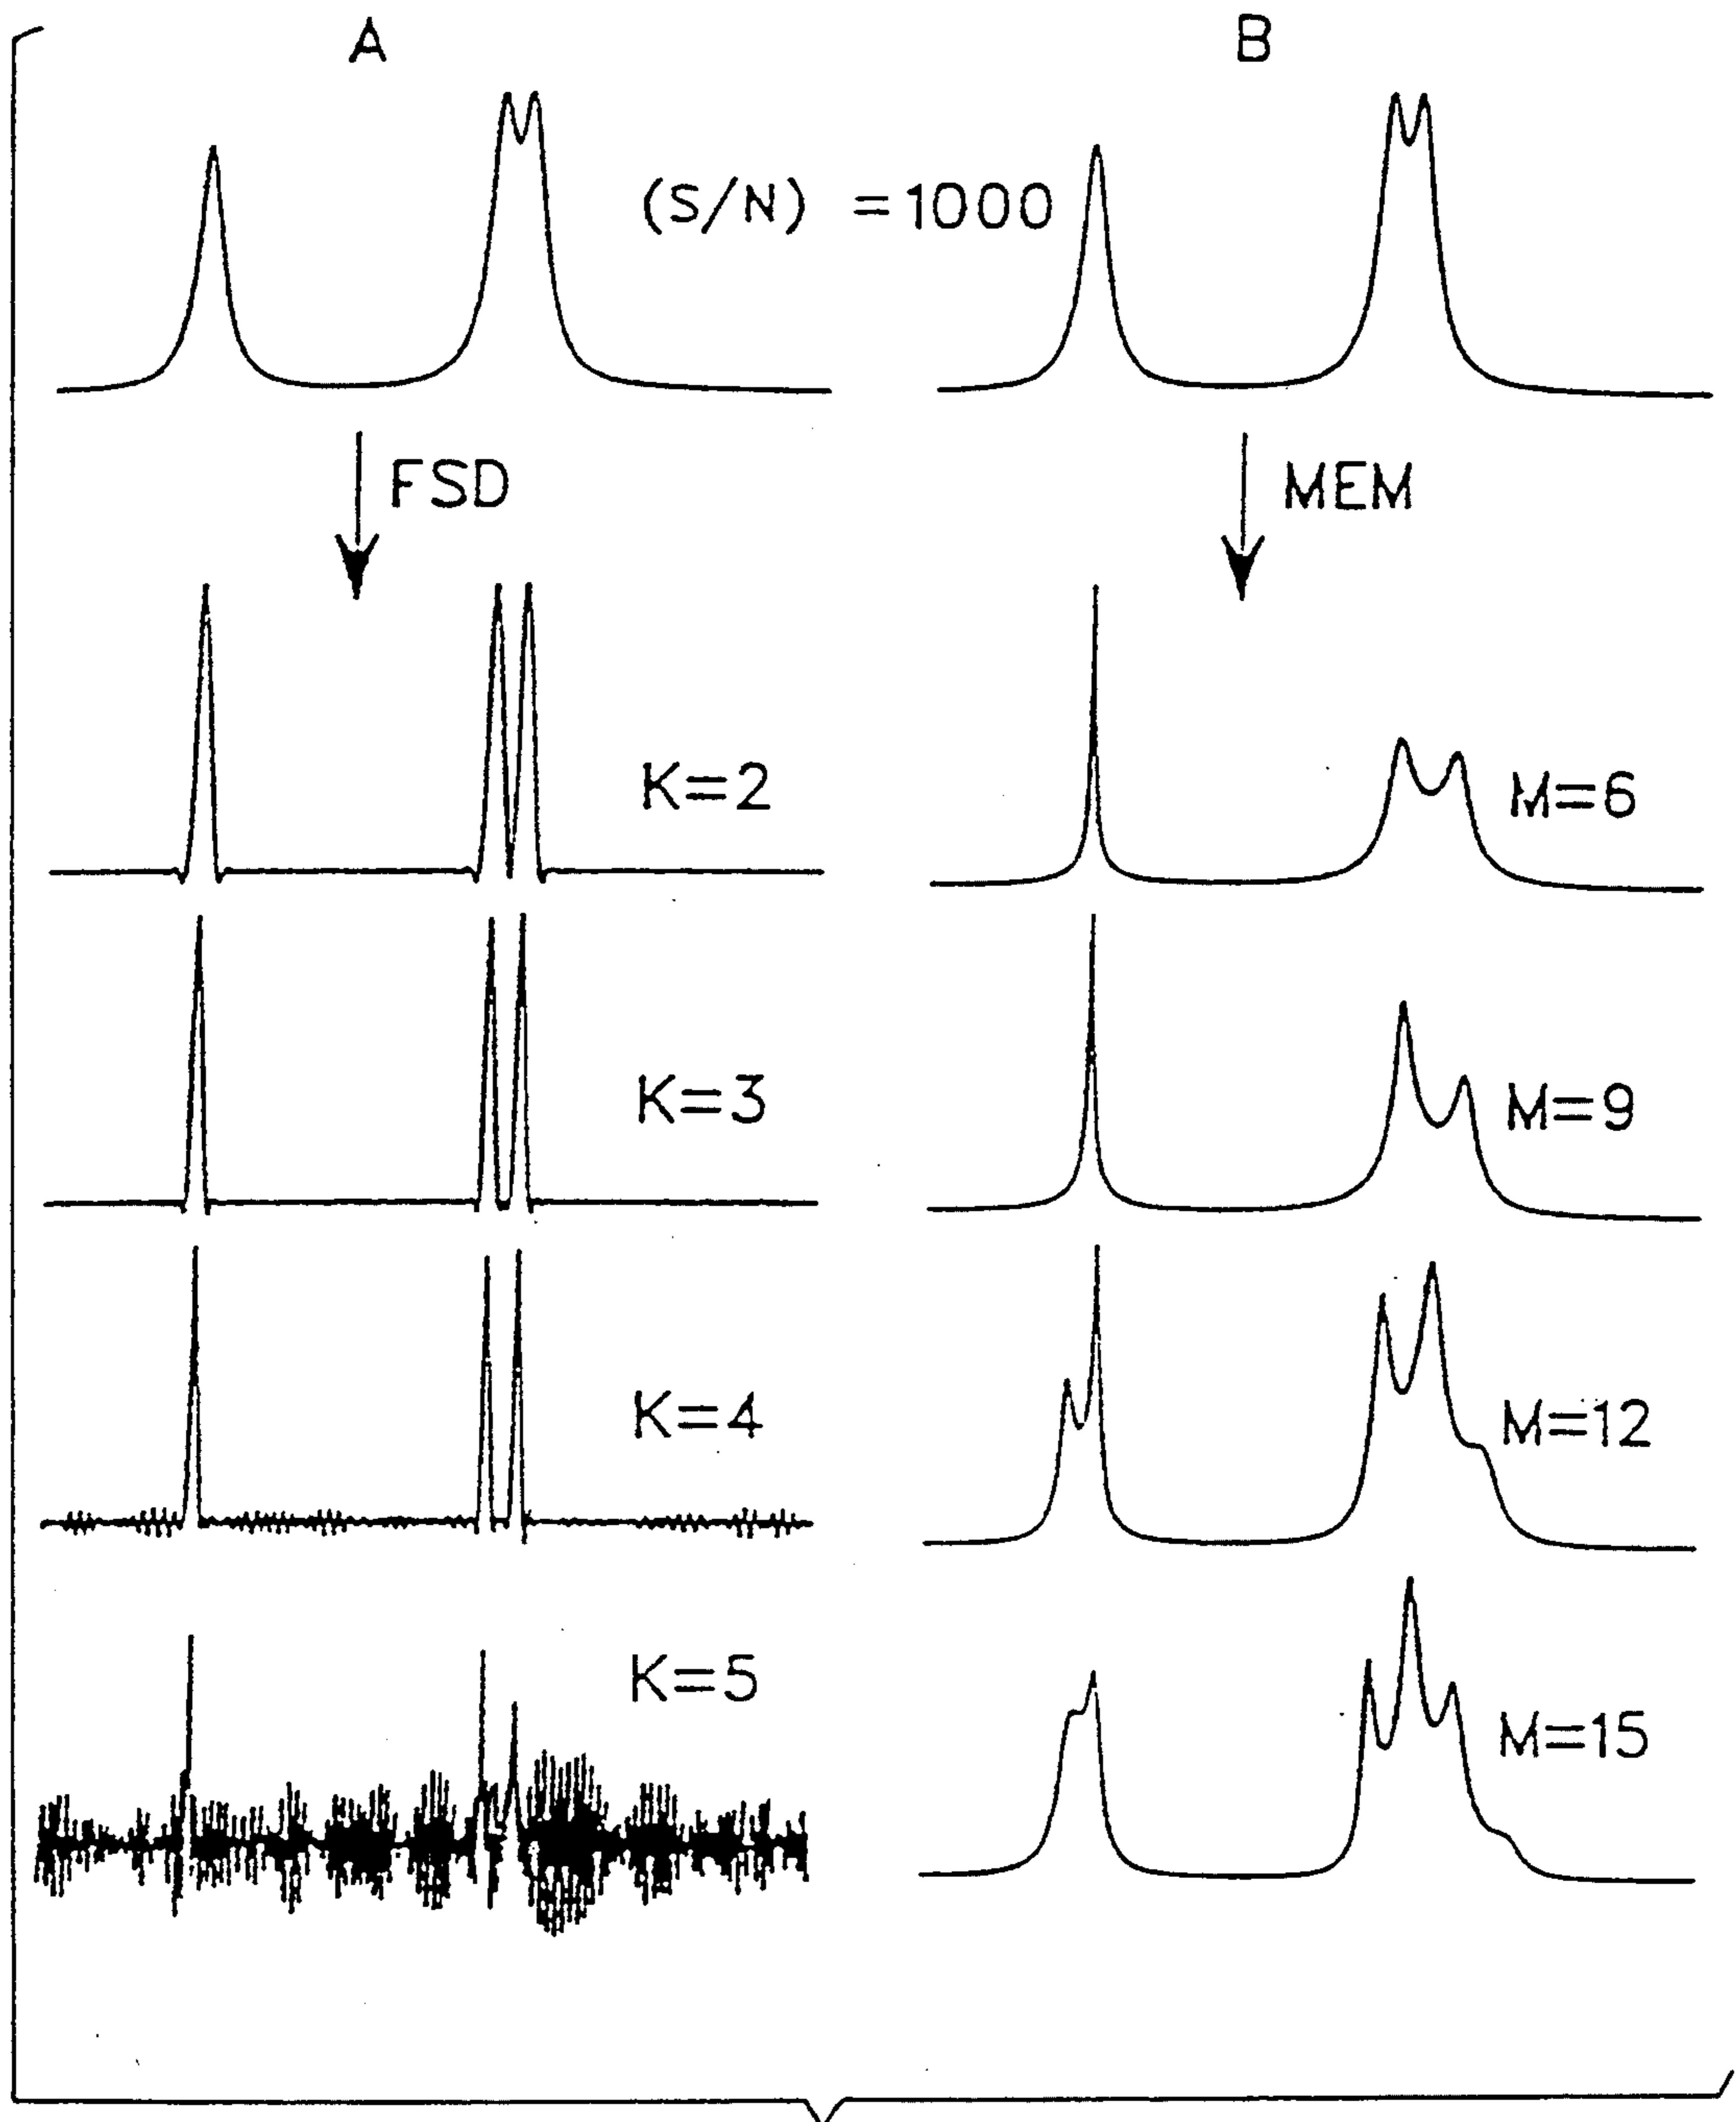 A
B
(S/N) =1000
FSD
MEM
K=2
M=6
K=3
M=9
K=4
M=12
K=5
M=15